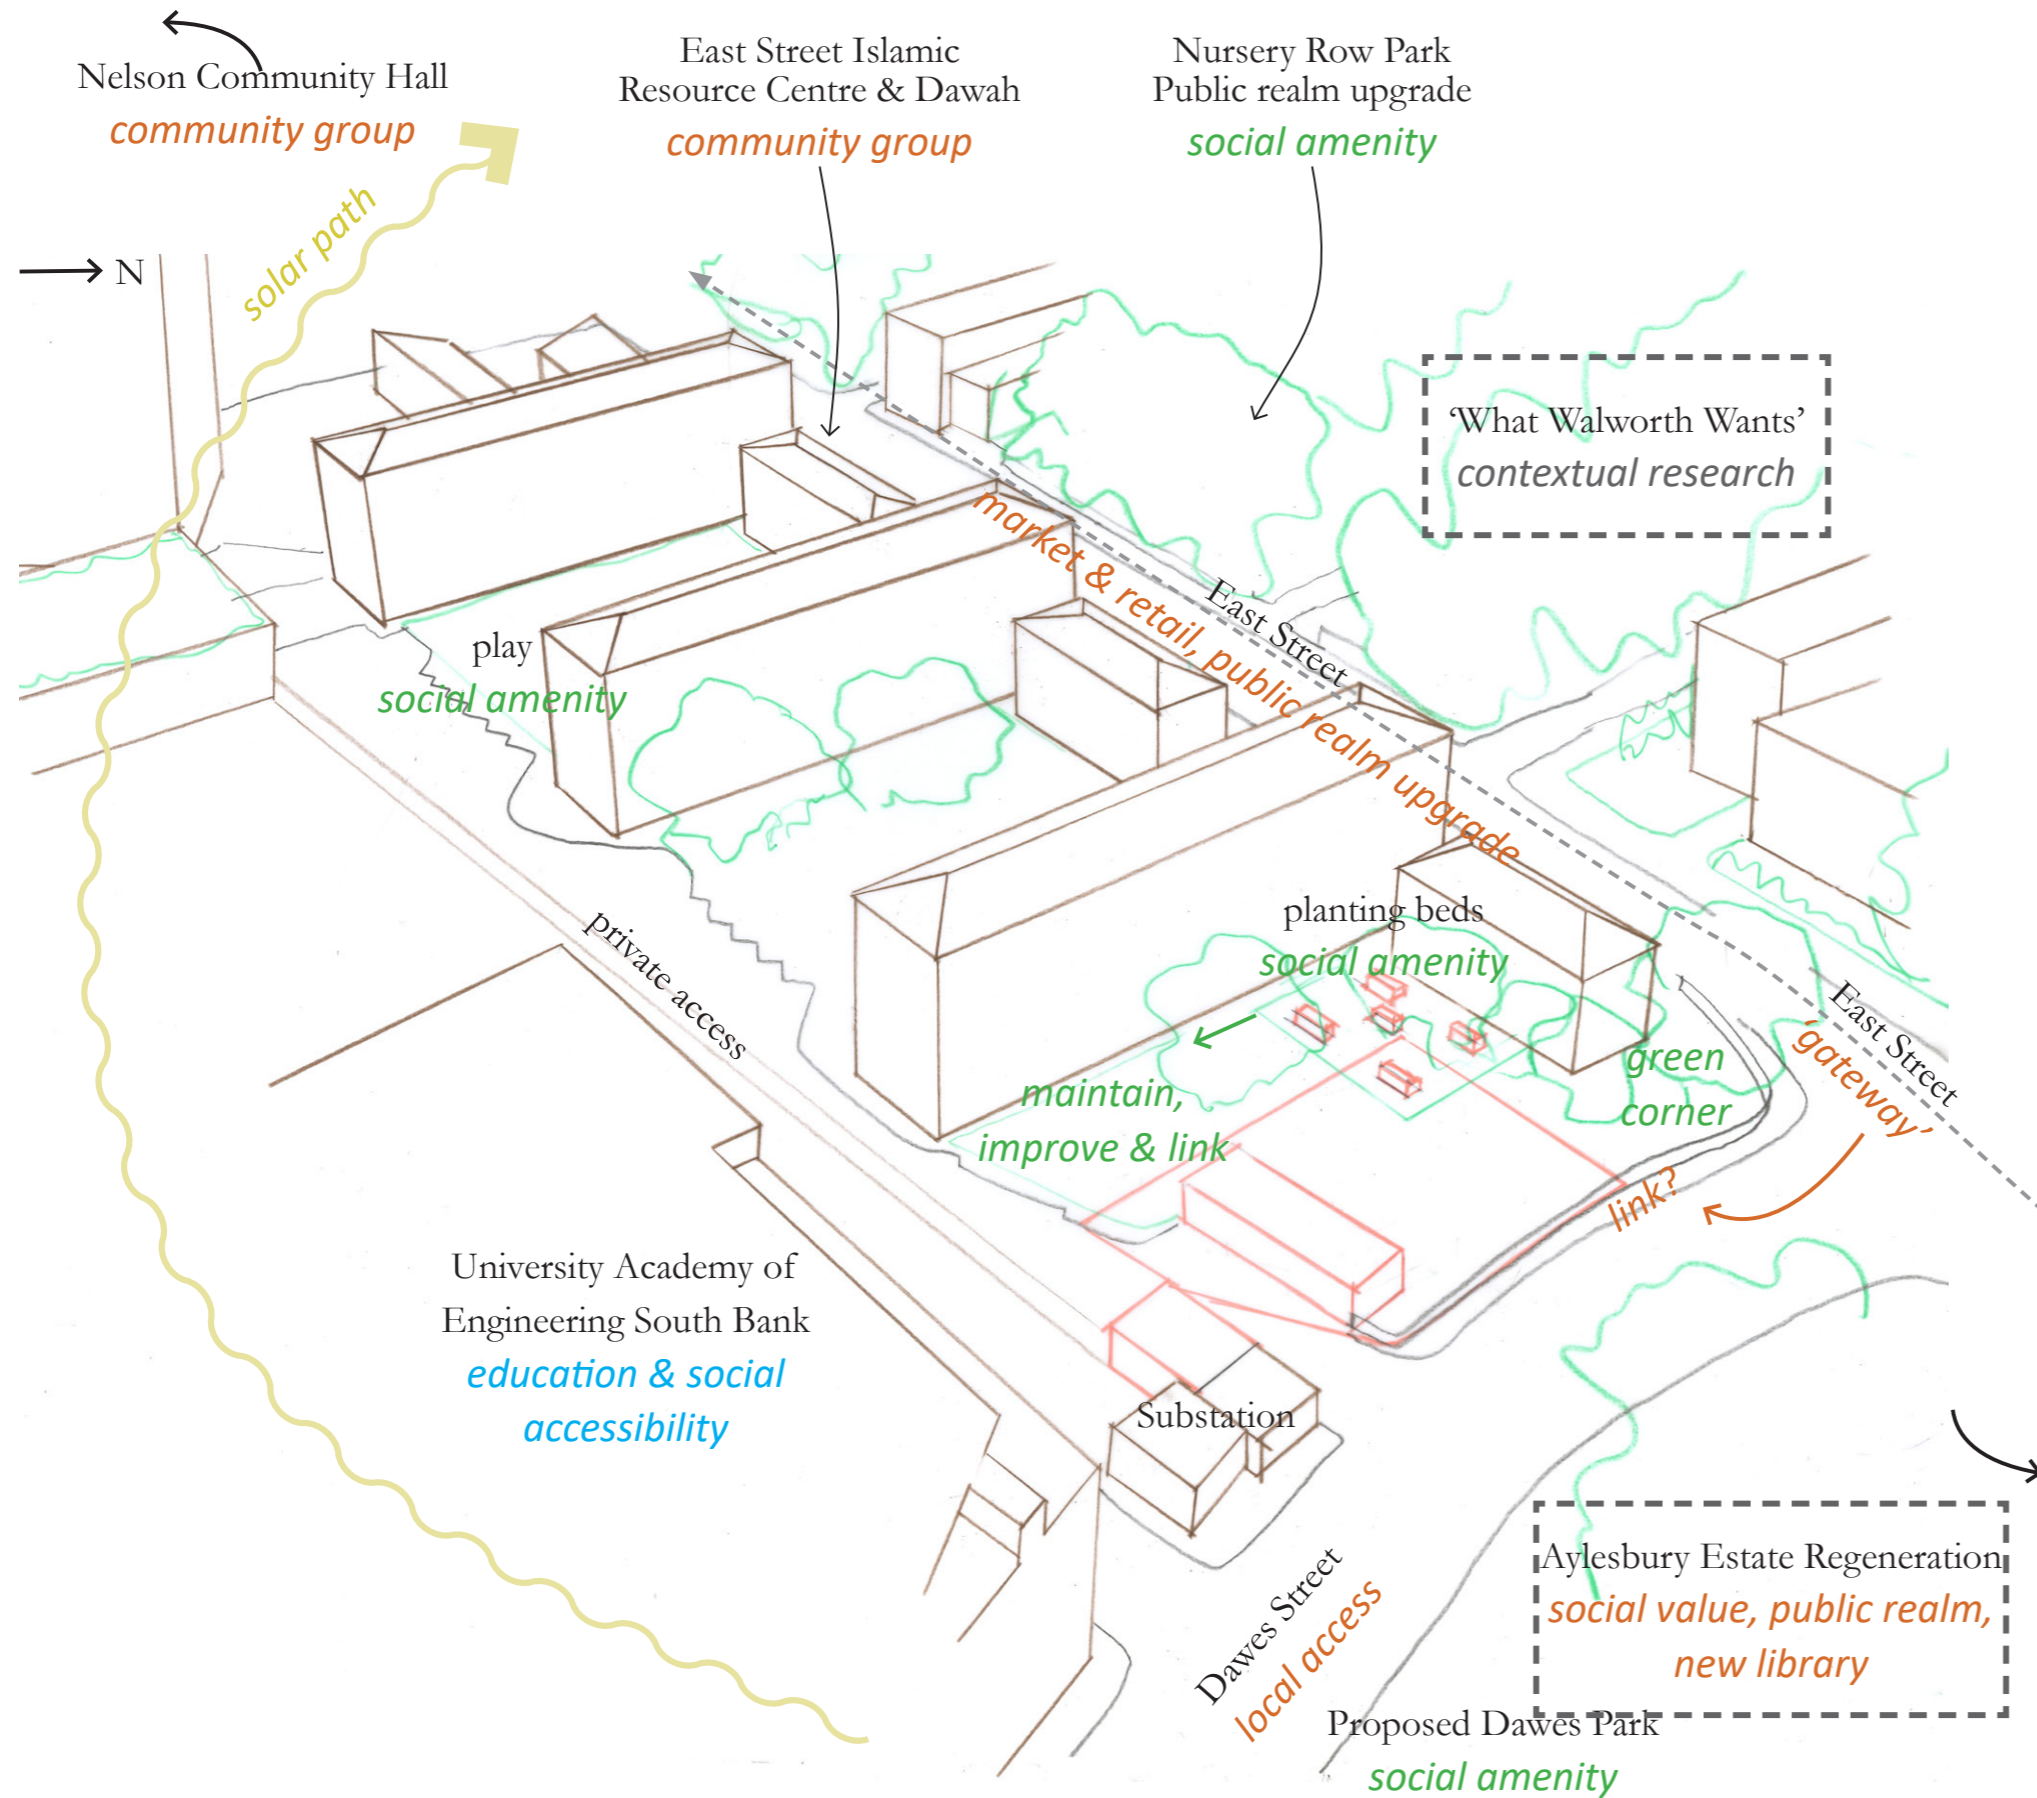 Nelson Community Hall
community group
East Street Islamic
Resource Centre & Dawah
community group
Nursery Row Park
Public realm upgrade
social amenity
solar path
N
'What Walworth Wants'
contextual research
market & retail, public realm upgrade
East Street
play
social amenity
private access
planting beds
social amenity
maintain,
improve & link
green
corner
East Street
'gateway'
link?
University Academy of
Engineering South Bank
education & social
accessibility
Substation
Dawes Street
local access
Aylesbury Estate Regeneration
social value, public realm,
new library
Proposed Dawes Park
social amenity